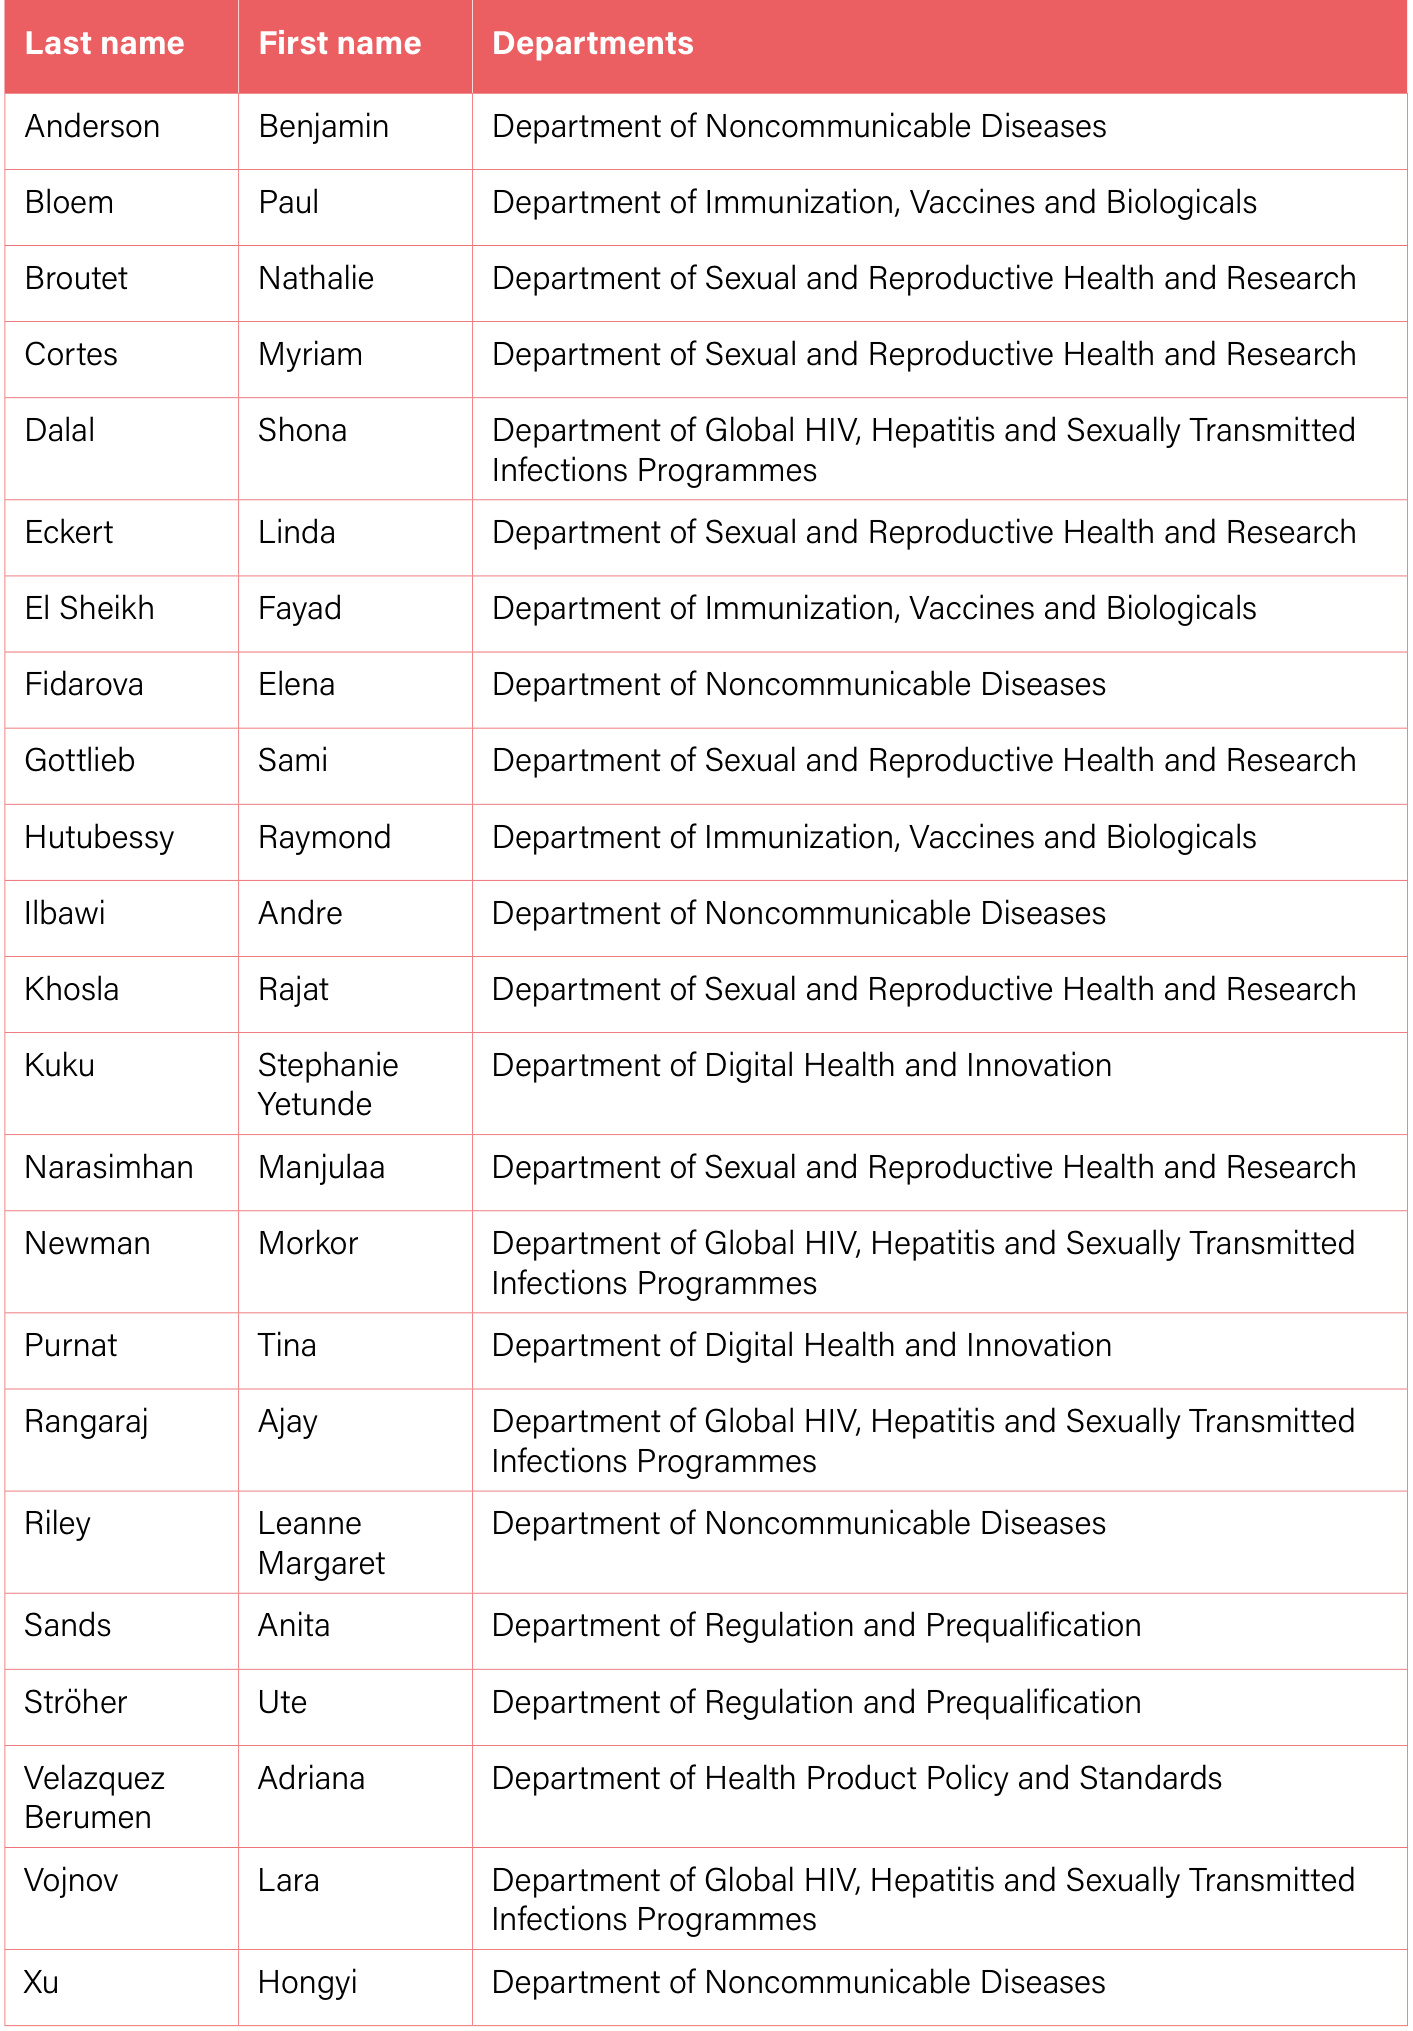 Last name First name Departments
Anderson Benjamin Department of Noncommunicable Diseases
Bloem Paul Department of Immunization, Vaccines and Biologicals
Broutet Nathalie Department of Sexual and Reproductive Health and Research
Cortes Myriam Department of Sexual and Reproductive Health and Research
Dalal Shona Department of Global HIV, Hepatitis and Sexually Transmitted
Infections Programmes
Eckert Linda Department of Sexual and Reproductive Health and Research
El Sheikh Fayad Department of Immunization, Vaccines and Biologicals
Fidarova Elena Department of Noncommunicable Diseases
Gottlieb Sami Department of Sexual and Reproductive Health and Research
Hutubessy Raymond Department of Immunization, Vaccines and Biologicals
Ilbawi Andre Department of Noncommunicable Diseases
Khosla Rajat Department of Sexual and Reproductive Health and Research
Kuku Stephanie Department of Digital Health and Innovation
Yetunde
Narasimhan Manjulaa Department of Sexual and Reproductive Health and Research
Newman Morkor Department of Global HIV, Hepatitis and Sexually Transmitted
Infections Programmes
Purnat Tina Department of Digital Health and Innovation
Rangaraj Ajay Department of Global HIV, Hepatitis and Sexually Transmitted
Infections Programmes
Riley Leanne Department of Noncommunicable Diseases
Margaret
Sands Anita Department of Regulation and Prequalification
Ströher Ute Department of Regulation and Prequalification
Velazquez Adriana Department of Health Product Policy and Standards
Berumen
Vojnov Lara Department of Global HIV, Hepatitis and Sexually Transmitted
Infections Programmes
Xu Hongyi Department of Noncommunicable Diseases